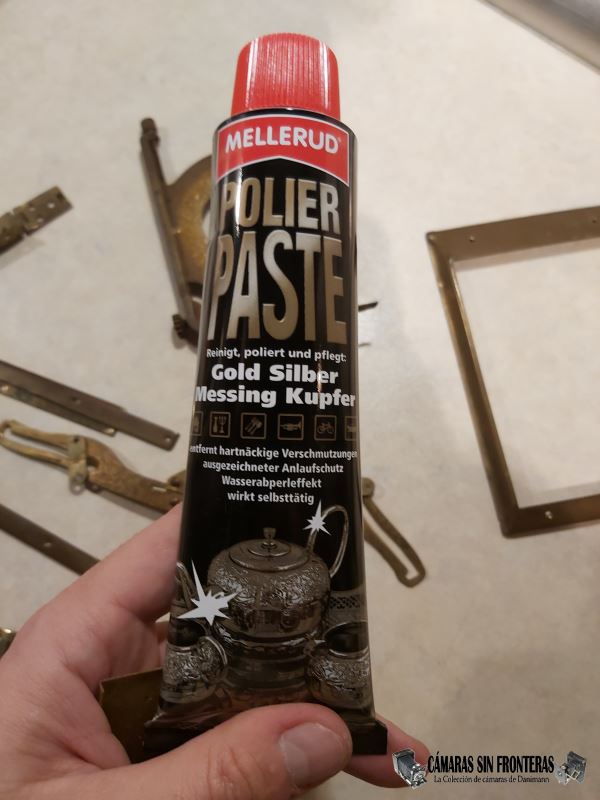 MELLERUD®
POLIER
PASTE
Reinigt, poliert und pflegt:
Gold Silber
Messing Kupfer
entfernt hartnäckige Verschmutzungen
ausgezeichneter Anlaufschutz
Wasserabperleffekt
wirkt selbsttätig
CÁMARAS SIN FRONTERAS
La Colección de cámaras de Danimann